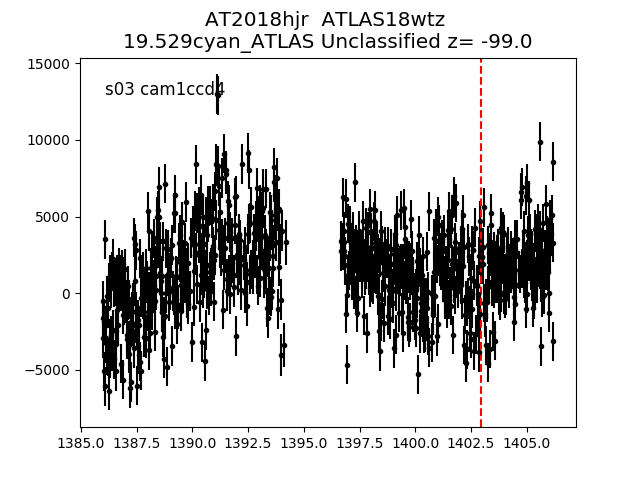 AT2018hjr  ATLAS18wtz
19.529cyan_ATLAS Unclassified z= -99.0
s03 cam1ccd4
15000
10000
5000
0
−5000
1385.0 1387.5 1390.0 1392.5 1395.0 1397.5 1400.0 1402.5 1405.0